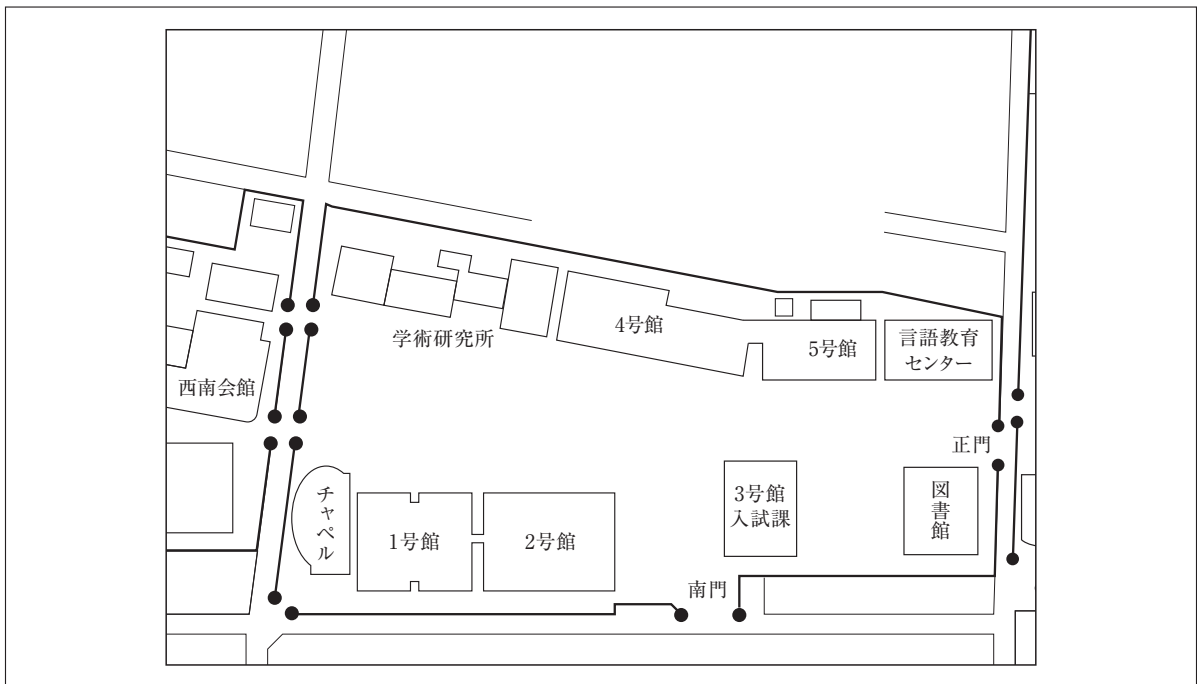 4号館
5号館
言語教育
センター
学術研究所
西南会館
正門
チャペル
1号館
2号館
3号館
入試課
図書館
南門